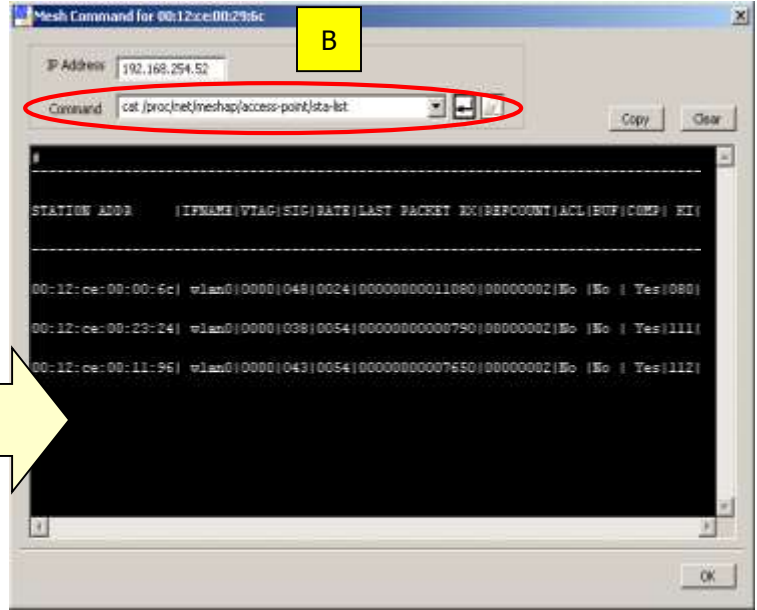 Mesh Command for 00:12:ce:00:29:6c
B
IP Address 192.168.254.52
Command cat /proc/net/meshap/access-point/sta-list
Copy Clear
#
STATION ADDR |IFNAME|VTAG|SIG|RATE|LAST PACKET RX|REFCOUNT|ACL|BUF|COMP| KI|
00:12:ce:00:00:6c| wlan0|0000|048|0024|00000000011080|00000002|No |No | Yes|080|
00:12:ce:00:23:24| wlan0|0000|038|0054|00000000000790|00000002|No |No | Yes|111|
00:12:ce:00:11:96| wlan0|0000|043|0054|00000000007650|00000002|No |No | Yes|112|
OK